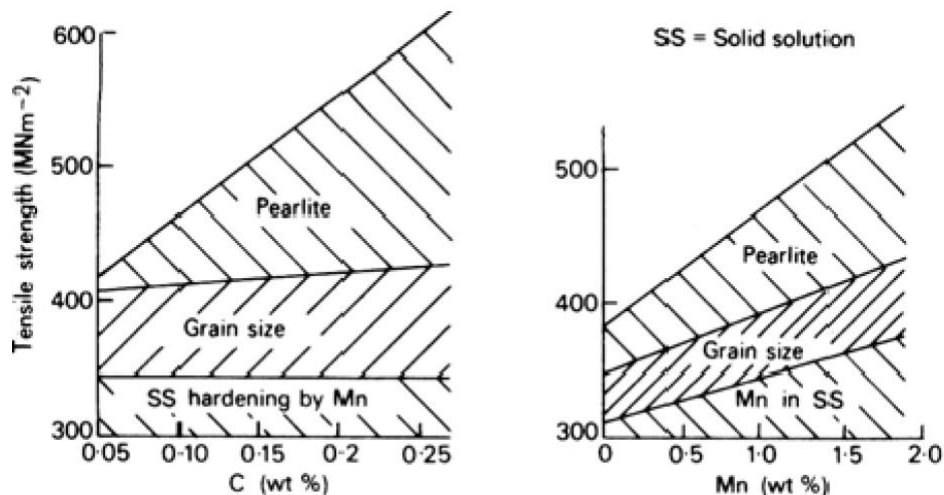 600
500
400
300
Tensile strength (MNm−2)
Pearlite
Grain size
SS hardening by Mn
0·05 0·10 0·15 0·2 0·25
C (wt %)
SS = Solid solution
500
400
300
Pearlite
Grain size
Mn in SS
0 0·5 1·0 1·5 2·0
Mn (wt %)